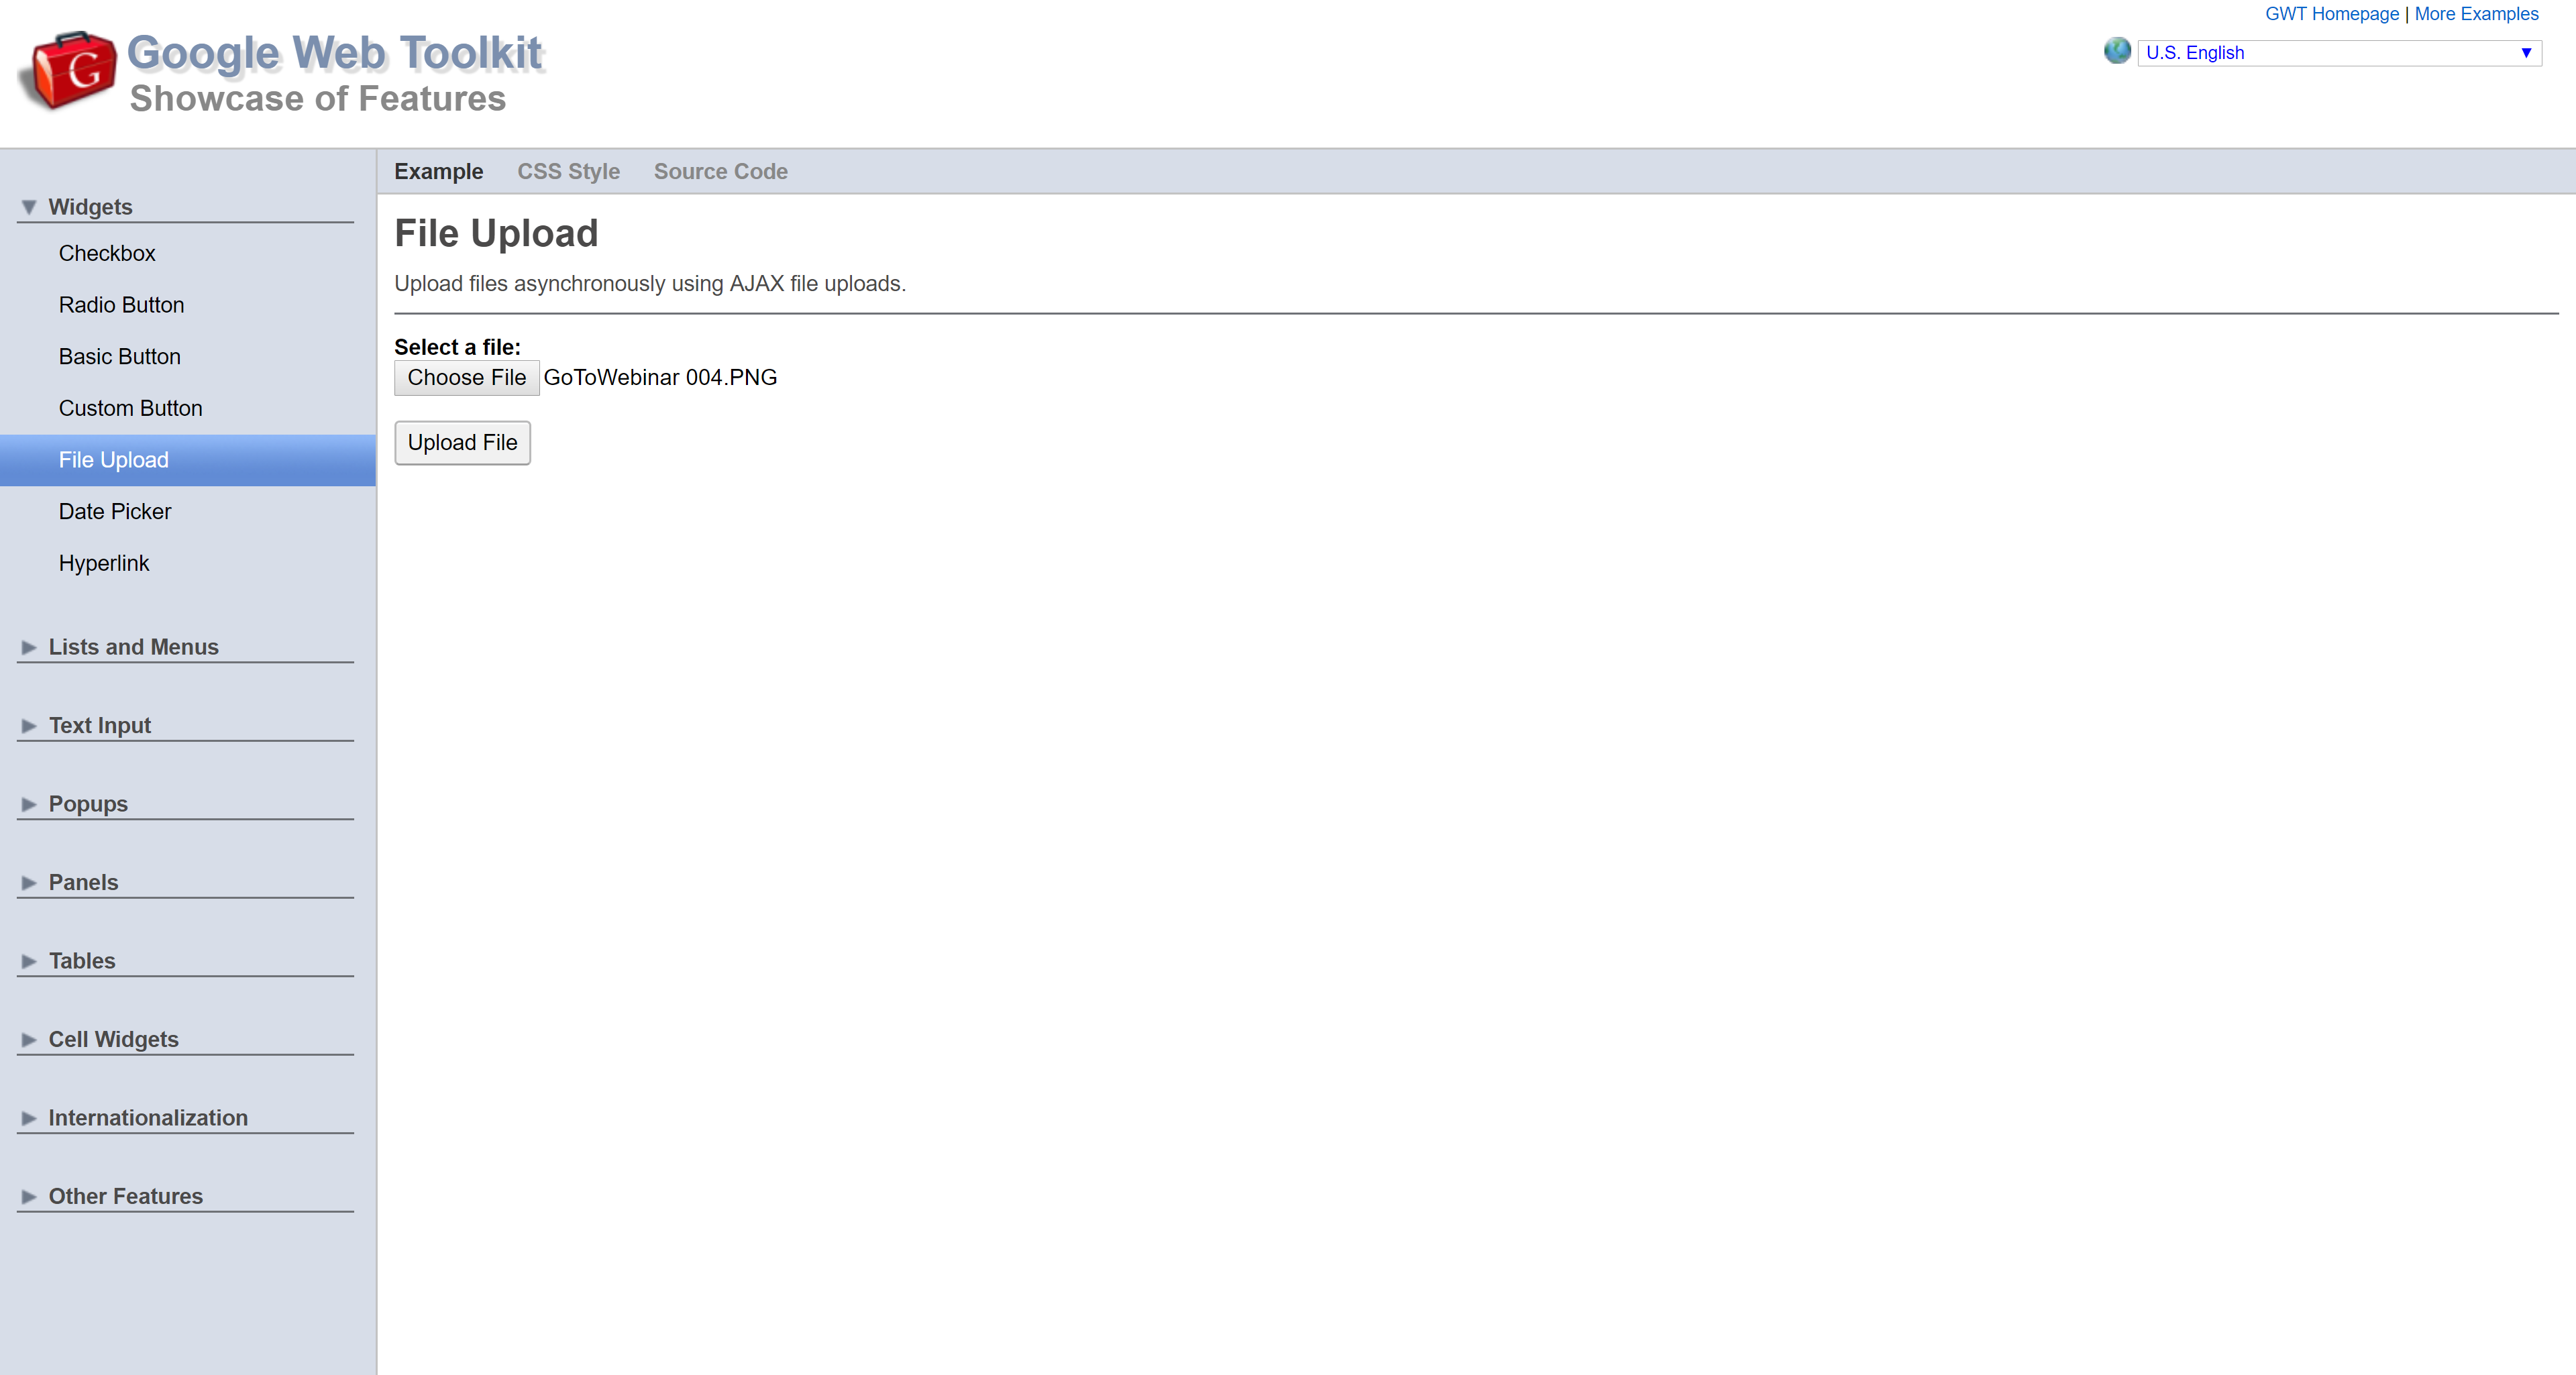 GWT Homepage | More Examples
G
Google Web Toolkit
Showcase of Features
U.S. English
Example CSS Style Source Code
Widgets
Checkbox
Radio Button
Basic Button
Custom Button
File Upload
Date Picker
Hyperlink
Lists and Menus
Text Input
Popups
Panels
Tables
Cell Widgets
Internationalization
Other Features
File Upload
Upload files asynchronously using AJAX file uploads.
Select a file:
Choose File GoToWebinar 004.PNG
Upload File